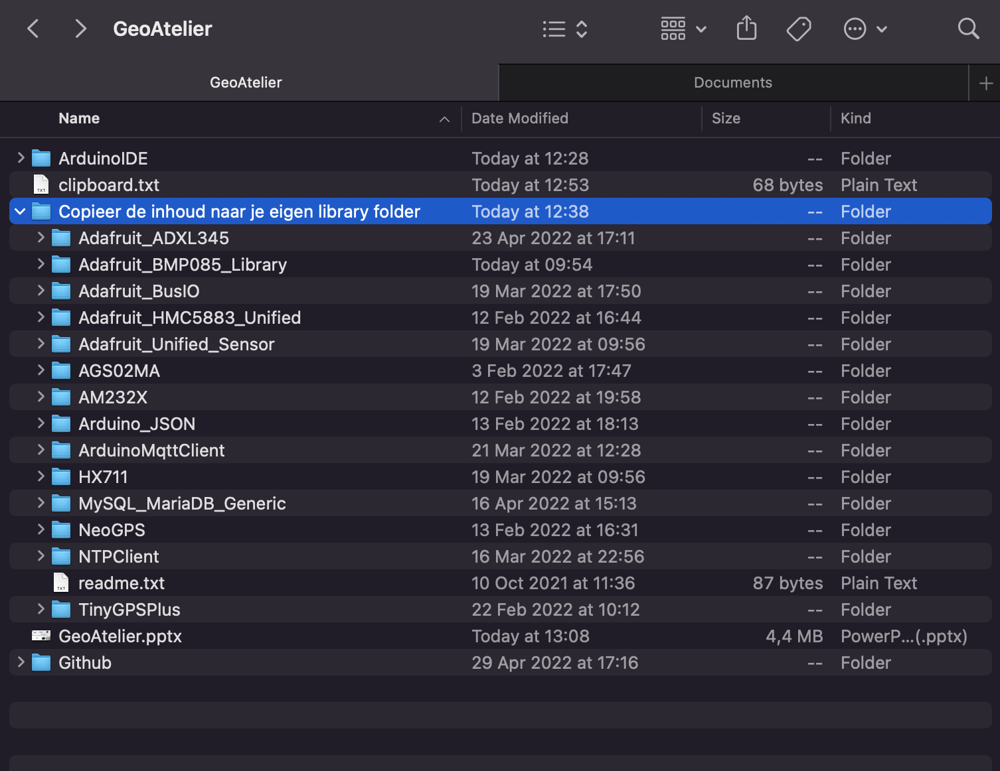 GeoAtelier
GeoAtelier Documents
Name Date Modified Size Kind
ArduinoIDE Today at 12:28 -- Folder
clipboard.txt Today at 12:53 68 bytes Plain Text
Copieer de inhoud naar je eigen library folder Today at 12:38 -- Folder
Adafruit_ADXL345 23 Apr 2022 at 17:11 -- Folder
Adafruit_BMP085_Library Today at 09:54 -- Folder
Adafruit_BusIO 19 Mar 2022 at 17:50 -- Folder
Adafruit_HMC5883_Unified 12 Feb 2022 at 16:44 -- Folder
Adafruit_Unified_Sensor 19 Mar 2022 at 09:56 -- Folder
AGS02MA 3 Feb 2022 at 17:47 -- Folder
AM232X 12 Feb 2022 at 19:58 -- Folder
Arduino_JSON 13 Feb 2022 at 18:13 -- Folder
ArduinoMqttClient 21 Mar 2022 at 12:28 -- Folder
HX711 19 Mar 2022 at 09:56 -- Folder
MySQL_MariaDB_Generic 16 Apr 2022 at 15:13 -- Folder
NeoGPS 13 Feb 2022 at 16:31 -- Folder
NTPClient 16 Mar 2022 at 22:56 -- Folder
TXT readme.txt 10 Oct 2021 at 11:36 87 bytes Plain Text
TinyGPSPlus 22 Feb 2022 at 10:12 -- Folder
GeoAtelier.pptx Today at 13:08 4,4 MB PowerP...(.pptx)
Github 29 Apr 2022 at 17:16 -- Folder